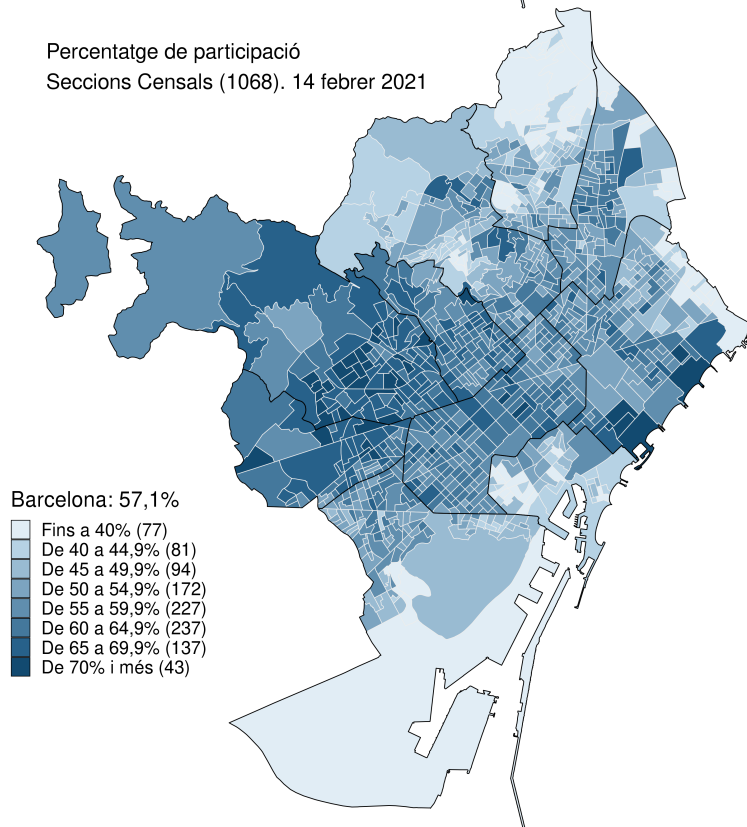 Percentatge de participació
Seccions Censals (1068). 14 febrer 2021
Barcelona: 57,1%
Fins a 40% (77)
De 40 a 44,9% (81)
De 45 a 49,9% (94)
De 50 a 54,9% (172)
De 55 a 59,9% (227)
De 60 a 64,9% (237)
De 65 a 69,9% (137)
De 70% i més (43)